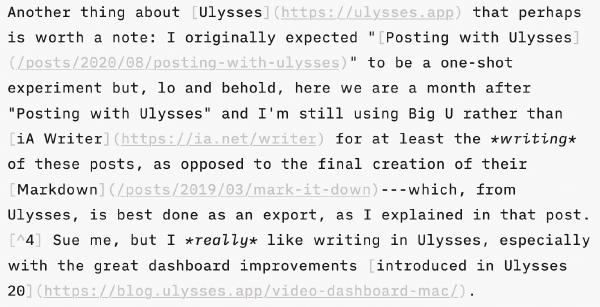 Another thing about [Ulysses](https://ulysses.app) that perhaps
is worth a note: I originally expected "[Posting with Ulysses]
(/posts/2020/08/posting-with-ulysses)" to be a one-shot
experiment but, lo and behold, here we are a month after
"Posting with Ulysses" and I'm still using Big U rather than
[iA Writer](https://ia.net/writer) for at least the *writing*
of these posts, as opposed to the final creation of their
[Markdown](/posts/2019/03/mark-it-down)---which, from
Ulysses, is best done as an export, as I explained in that post.
[^4] Sue me, but I *really* like writing in Ulysses, especially
with the great dashboard improvements [introduced in Ulysses
20](https://blog.ulysses.app/video-dashboard-mac/).